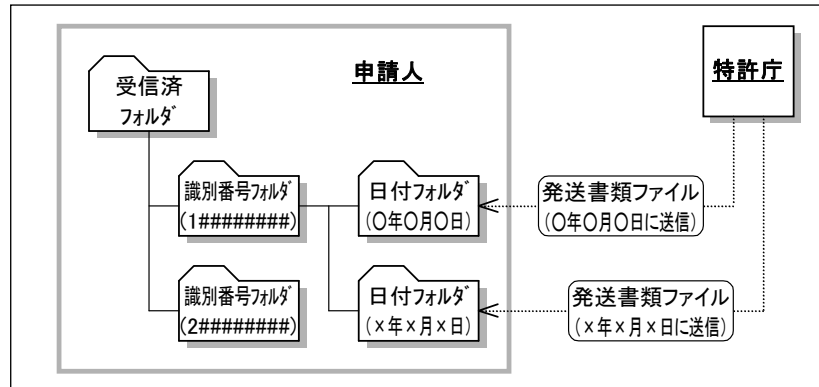 申請人
特許庁
受信済
フォルダ
識別番号フォルダ
(1########)
日付フォルダ
(〇年〇月〇日)
発送書類ファイル
(〇年〇月〇日に送信)
識別番号フォルダ
(2########)
日付フォルダ
(×年×月×日)
発送書類ファイル
(×年×月×日に送信)